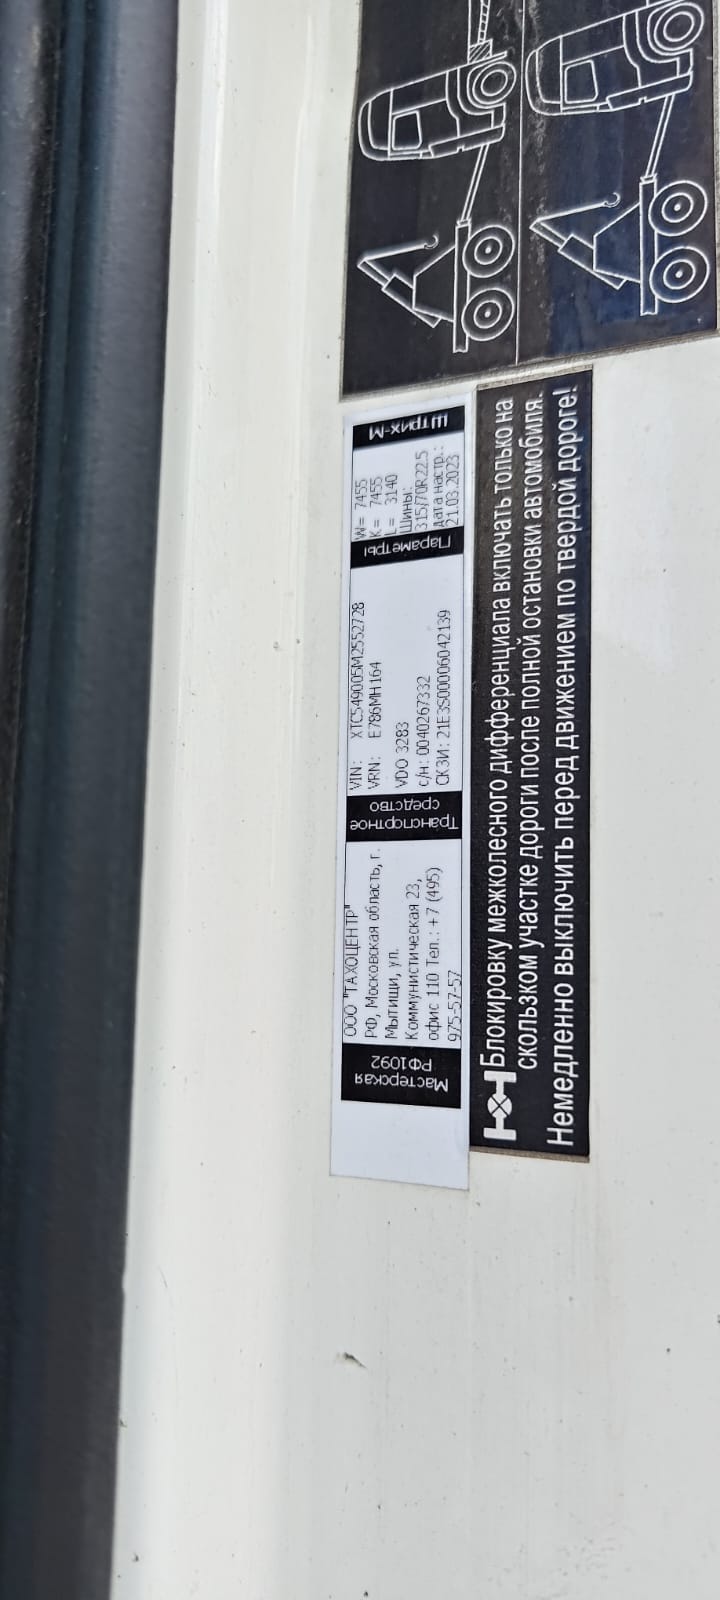 Мастерская
РФ1092
ООО "ТАХОЦЕНТР"
РФ, Московская область, г.
Мытищи, ул.
Коммунистическая 23,
офис 110 Тел.: +7 (495)
975-57-57
Транспортное
средство
VIN: XTC549005M2552728
VRN: Е786МН164
VDO 3283
с/н: 0040267332
СКЗИ: 21E3S00006042139
Параметры
W= 7455
K= 7455
L= 3140
Шины:
315/70R22.5
Дата настр.:
21.03.2023
Штрих-М
Блокировку межколесного дифференциала включать только на
скользком участке дороги после полной остановки автомобиля.
Немедленно выключить перед движением по твердой дороге!